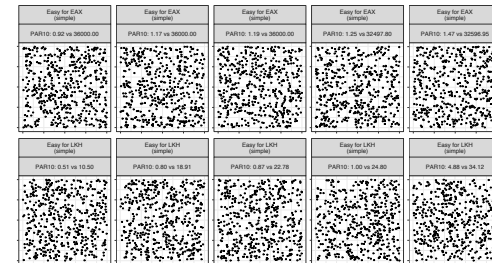 Easy for EAX
(simple)
PAR10: 0.92 vs 36000.00
Easy for EAX
(simple)
PAR10: 1.17 vs 36000.00
Easy for EAX
(simple)
PAR10: 1.19 vs 36000.00
Easy for EAX
(simple)
PAR10: 1.25 vs 32497.80
Easy for EAX
(simple)
PAR10: 1.47 vs 32596.95
Easy for LKH
(simple)
PAR10: 0.51 vs 10.50
Easy for LKH
(simple)
PAR10: 0.80 vs 18.91
Easy for LKH
(simple)
PAR10: 0.87 vs 22.78
Easy for LKH
(simple)
PAR10: 1.00 vs 24.80
Easy for LKH
(simple)
PAR10: 4.88 vs 34.12